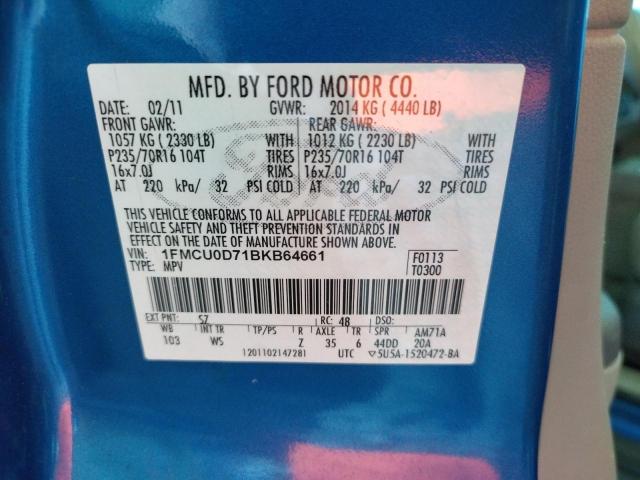 MFD. BY FORD MOTOR CO.
DATE: 02/11 GVWR: 2014 KG ( 4440 LB)
FRONT GAWR: REAR GAWR:
1057 KG ( 2330 LB) WITH 1012 KG ( 2230 LB) WITH
P235/70R16 104T TIRES P235/70R16 104T TIRES
16x7.0J RIMS 16x7.0J RIMS
AT 220 kPa/ 32 PSI COLD AT 220 kPa/ 32 PSI COLD
THIS VEHICLE CONFORMS TO ALL APPLICABLE FEDERAL MOTOR
VEHICLE SAFETY AND THEFT PREVENTION STANDARDS IN
EFFECT ON THE DATE OF MANUFACTURE SHOWN ABOVE.
VIN: 1FMCU0D71BKB64661 F0113
TYPE: MPV T0300
EXT PNT: SZ RC: 48 DSO:
WB INT TR TP/PS R AXLE TR SPR AM71A
103 WS Z 35 6 44DD 20A
1201102147281 UTC ▽5U5A-1520472-BA